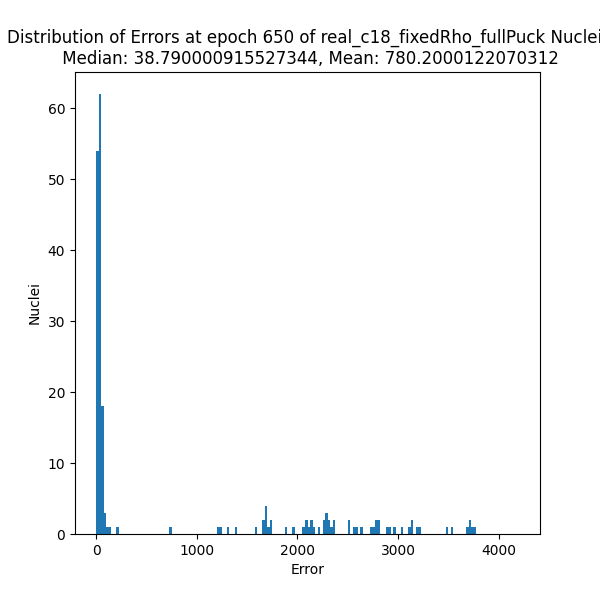 Distribution of Errors at epoch 650 of real_c18_fixedRho_fullPuck Nuclei
Median: 38.790000915527344, Mean: 780.2000122070312
60
50
40
30
20
10
0
Nuclei
0 1000 2000 3000 4000
Error